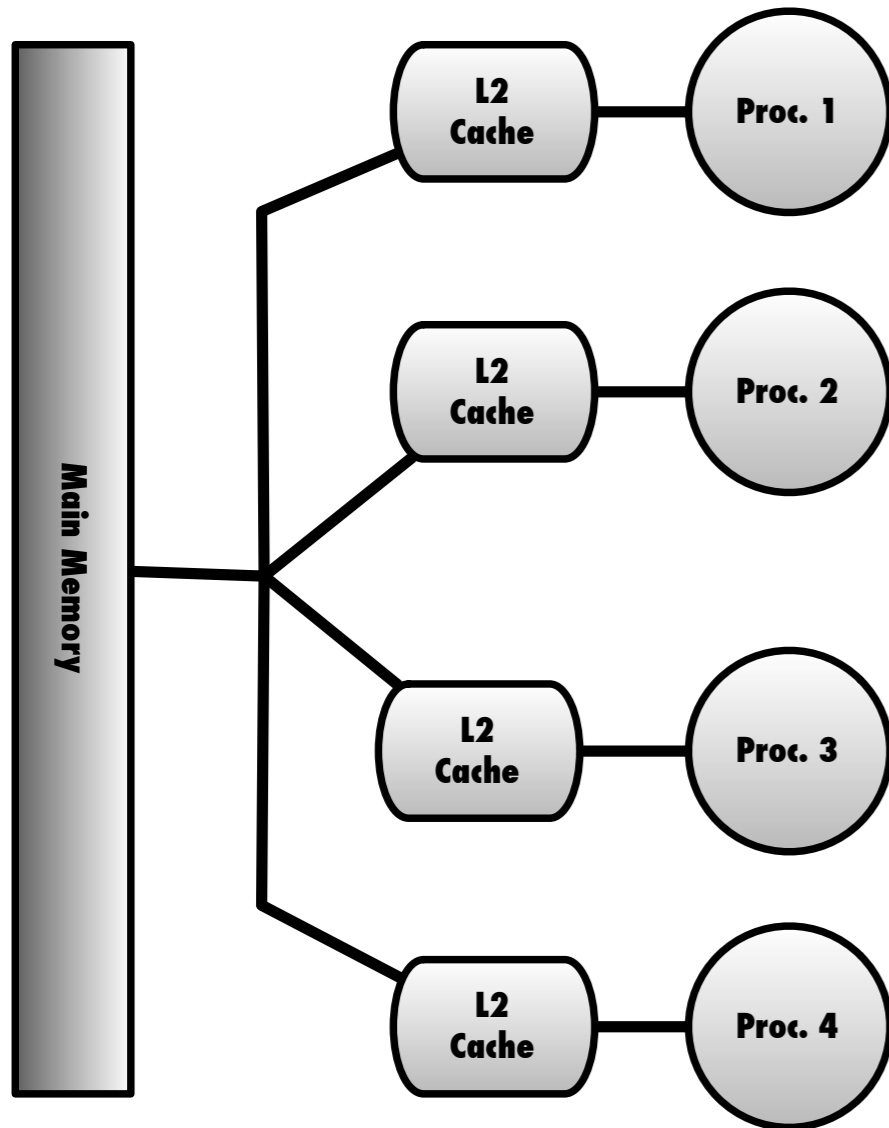 L2
Cache
Proc. 1
L2
Cache
Proc. 2
Main Memory
L2
Cache
Proc. 3
L2
Cache
Proc. 4